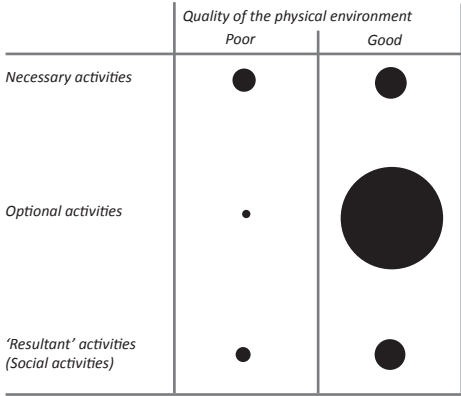 Quality of the physical environment
Poor Good
Necessary activities
Optional activities
‘Resultant’ activities
(Social activities)